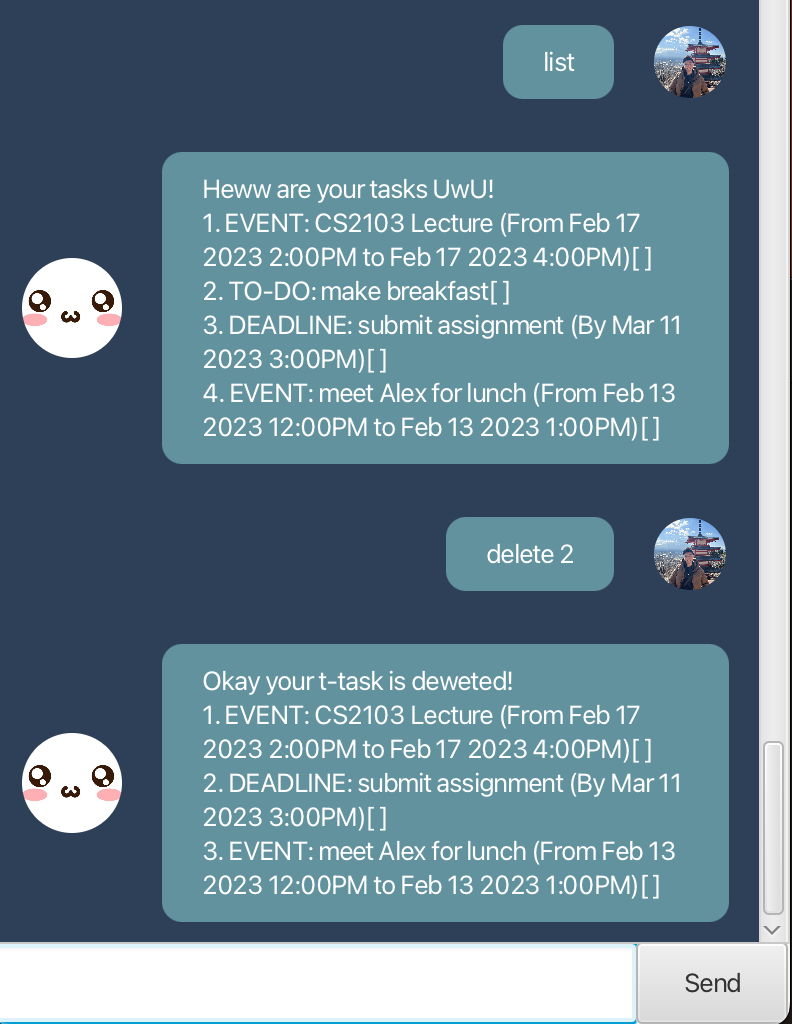 list
Heww are your tasks UwU!
1. EVENT: CS2103 Lecture (From Feb 17
2023 2:00PM to Feb 17 2023 4:00PM)[ ]
2. TO-DO: make breakfast[ ]
3. DEADLINE: submit assignment (By Mar 11
2023 3:00PM)[ ]
4. EVENT: meet Alex for lunch (From Feb 13
2023 12:00PM to Feb 13 2023 1:00PM)[ ]
delete 2
Okay your t-task is deweted!
1. EVENT: CS2103 Lecture (From Feb 17
2023 2:00PM to Feb 17 2023 4:00PM)[ ]
2. DEADLINE: submit assignment (By Mar 11
2023 3:00PM)[ ]
3. EVENT: meet Alex for lunch (From Feb 13
2023 12:00PM to Feb 13 2023 1:00PM)[ ]
Send